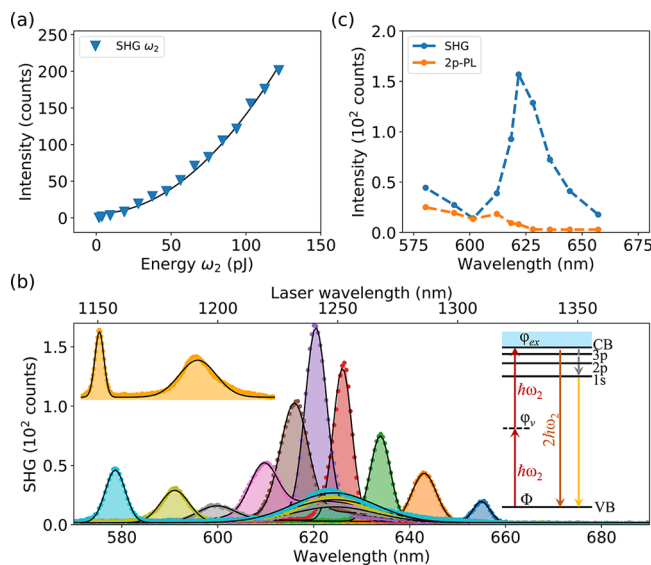 (a)
250
200
150
100
50
0
Intensity (counts)
SHG ω₂
0 50 100 150
Energy ω₂ (pJ)
(c)
2.0
1.5
1.0
0.5
0.0
Intensity (10² counts)
SHG
2p-PL
575 600 625 650 675
Wavelength (nm)
(b)
Laser wavelength (nm)
1150 1200 1250 1300 1350
1.5
1.0
0.5
0.0
SHG (10² counts)
φₑₓ
CB
3p
2p
1s
ħω₂
φᵥ
2ħω₂
ħω₂
Φ
VB
580 600 620 640 660 680
Wavelength (nm)